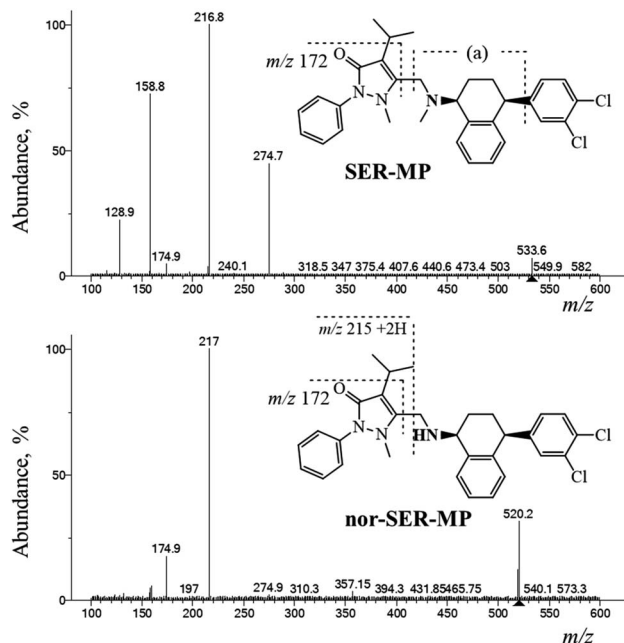 Abundance, %
100
50
0
216.8
158.8
274.7
128.9
174.9
240.1
318.5 347 375.4 407.6 440.6 473.4 503
533.6
549.9 582
100 150 200 250 300 350 400 450 500 550 600
m/z
m/z 172
(a)
O
N
N
N
Cl
Cl
SER-MP
Abundance, %
100
50
0
217
174.9
197
274.9 310.3
357.15
394.3 431.85465.75
520.2
540.1 573.3
100 150 200 250 300 350 400 450 500 550 600
m/z
m/z 215 +2H
m/z 172
O
N
N
HN
Cl
Cl
nor-SER-MP